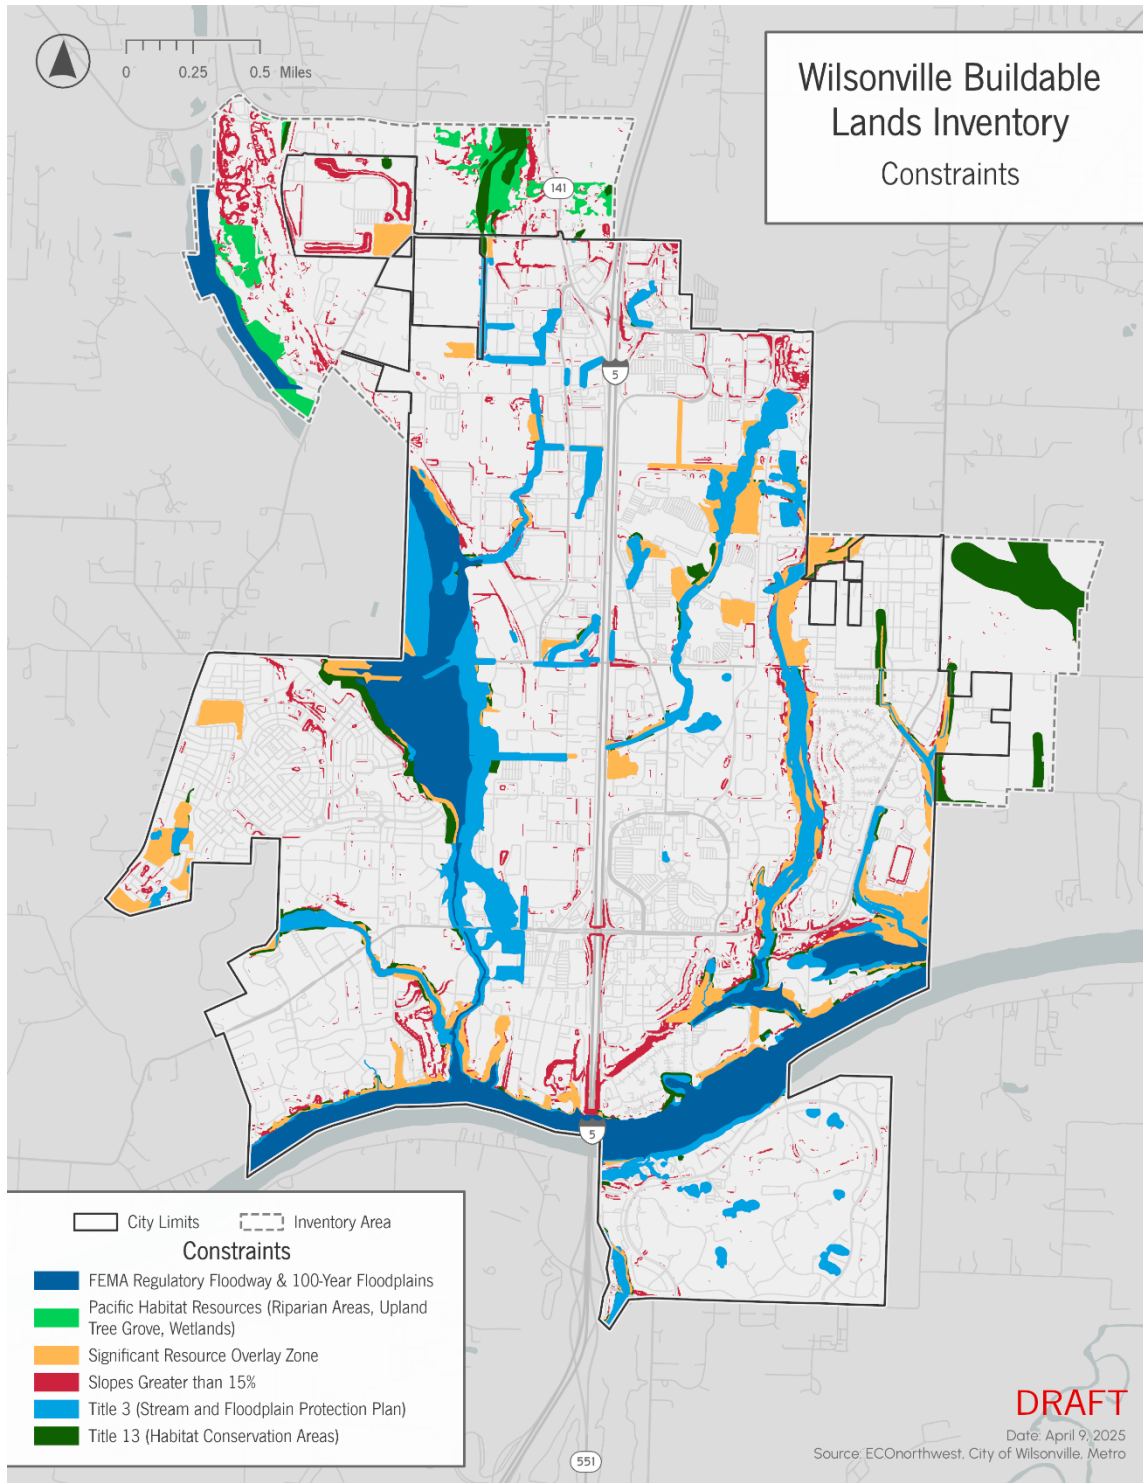 Wilsonville Buildable
Lands Inventory
Constraints
0 0.25 0.5 Miles
141
5
5
551
City Limits
Inventory Area
Constraints
FEMA Regulatory Floodway & 100-Year Floodplains
Pacific Habitat Resources (Riparian Areas, Upland
Tree Grove, Wetlands)
Significant Resource Overlay Zone
Slopes Greater than 15%
Title 3 (Stream and Floodplain Protection Plan)
Title 13 (Habitat Conservation Areas)
DRAFT
Date: April 9, 2025
Source: ECOnorthwest, City of Wilsonville, Metro